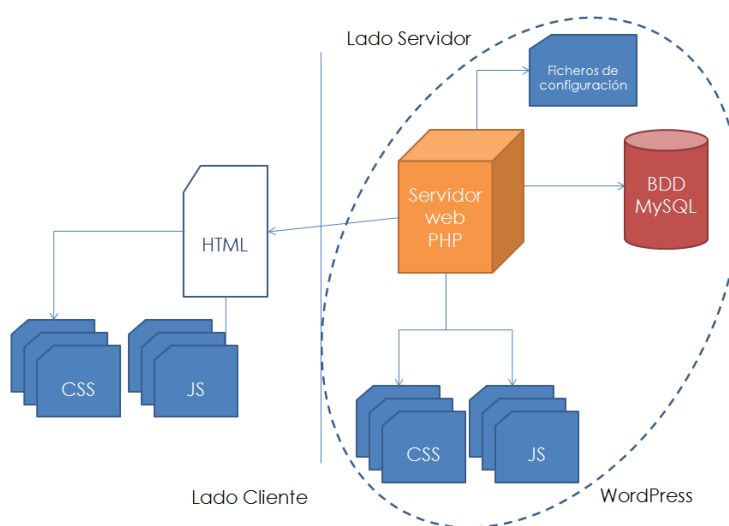 Lado Servidor
Ficheros de
configuración
Servidor
web
PHP
BDD
MySQL
HTML
CSS
JS
CSS
JS
Lado Cliente
WordPress